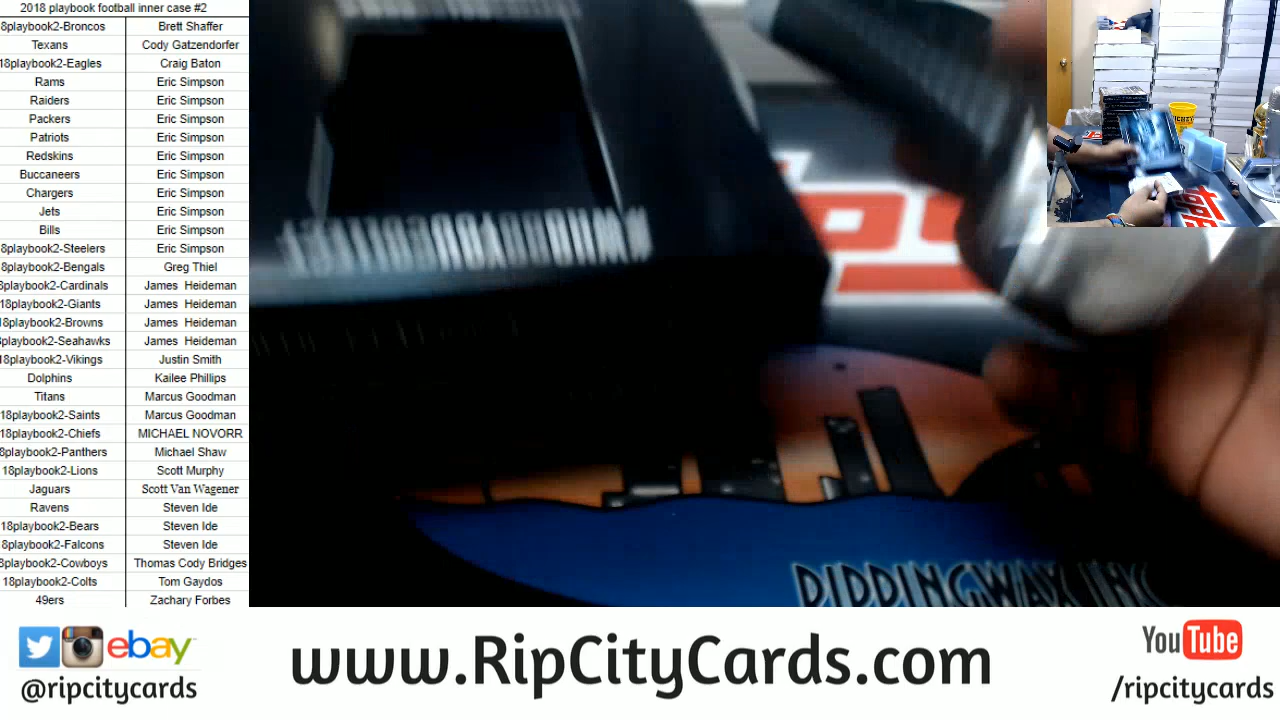 2018 playbook football inner case #2
8playbook2-Broncos Brett Shaffer
Texans Cody Gatzendorfer
18playbook2-Eagles Craig Baton
Rams Eric Simpson
Raiders Eric Simpson
Packers Eric Simpson
Patriots Eric Simpson
Redskins Eric Simpson
Buccaneers Eric Simpson
Chargers Eric Simpson
Jets Eric Simpson
Bills Eric Simpson
8playbook2-Steelers Eric Simpson
8playbook2-Bengals Greg Thiel
8playbook2-Cardinals James Heideman
18playbook2-Giants James Heideman
18playbook2-Browns James Heideman
8playbook2-Seahawks James Heideman
18playbook2-Vikings Justin Smith
Dolphins Kailee Phillips
Titans Marcus Goodman
18playbook2-Saints Marcus Goodman
18playbook2-Chiefs MICHAEL NOVORR
8playbook2-Panthers Michael Shaw
18playbook2-Lions Scott Murphy
Jaguars Scott Van Wagener
Ravens Steven Ide
18playbook2-Bears Steven Ide
8playbook2-Falcons Steven Ide
8playbook2-Cowboys Thomas Cody Bridges
18playbook2-Colts Tom Gaydos
49ers Zachary Forbes
#WHODOYOUCOLLECT
RIPPINGWAX INC
ebay
@ripcitycards
www.RipCityCards.com
YouTube
/ripcitycards